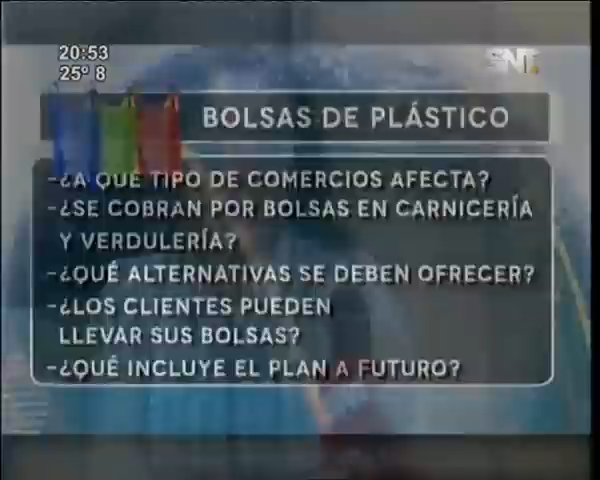 20:53
25° 8
SNT.
BOLSAS DE PLÁSTICO
-¿A QUÉ TIPO DE COMERCIOS AFECTA?
-¿SE COBRAN POR BOLSAS EN CARNICERÍA
Y VERDULERÍA?
-¿QUÉ ALTERNATIVAS SE DEBEN OFRECER?
-¿LOS CLIENTES PUEDEN
LLEVAR SUS BOLSAS?
-¿QUÉ INCLUYE EL PLAN A FUTURO?